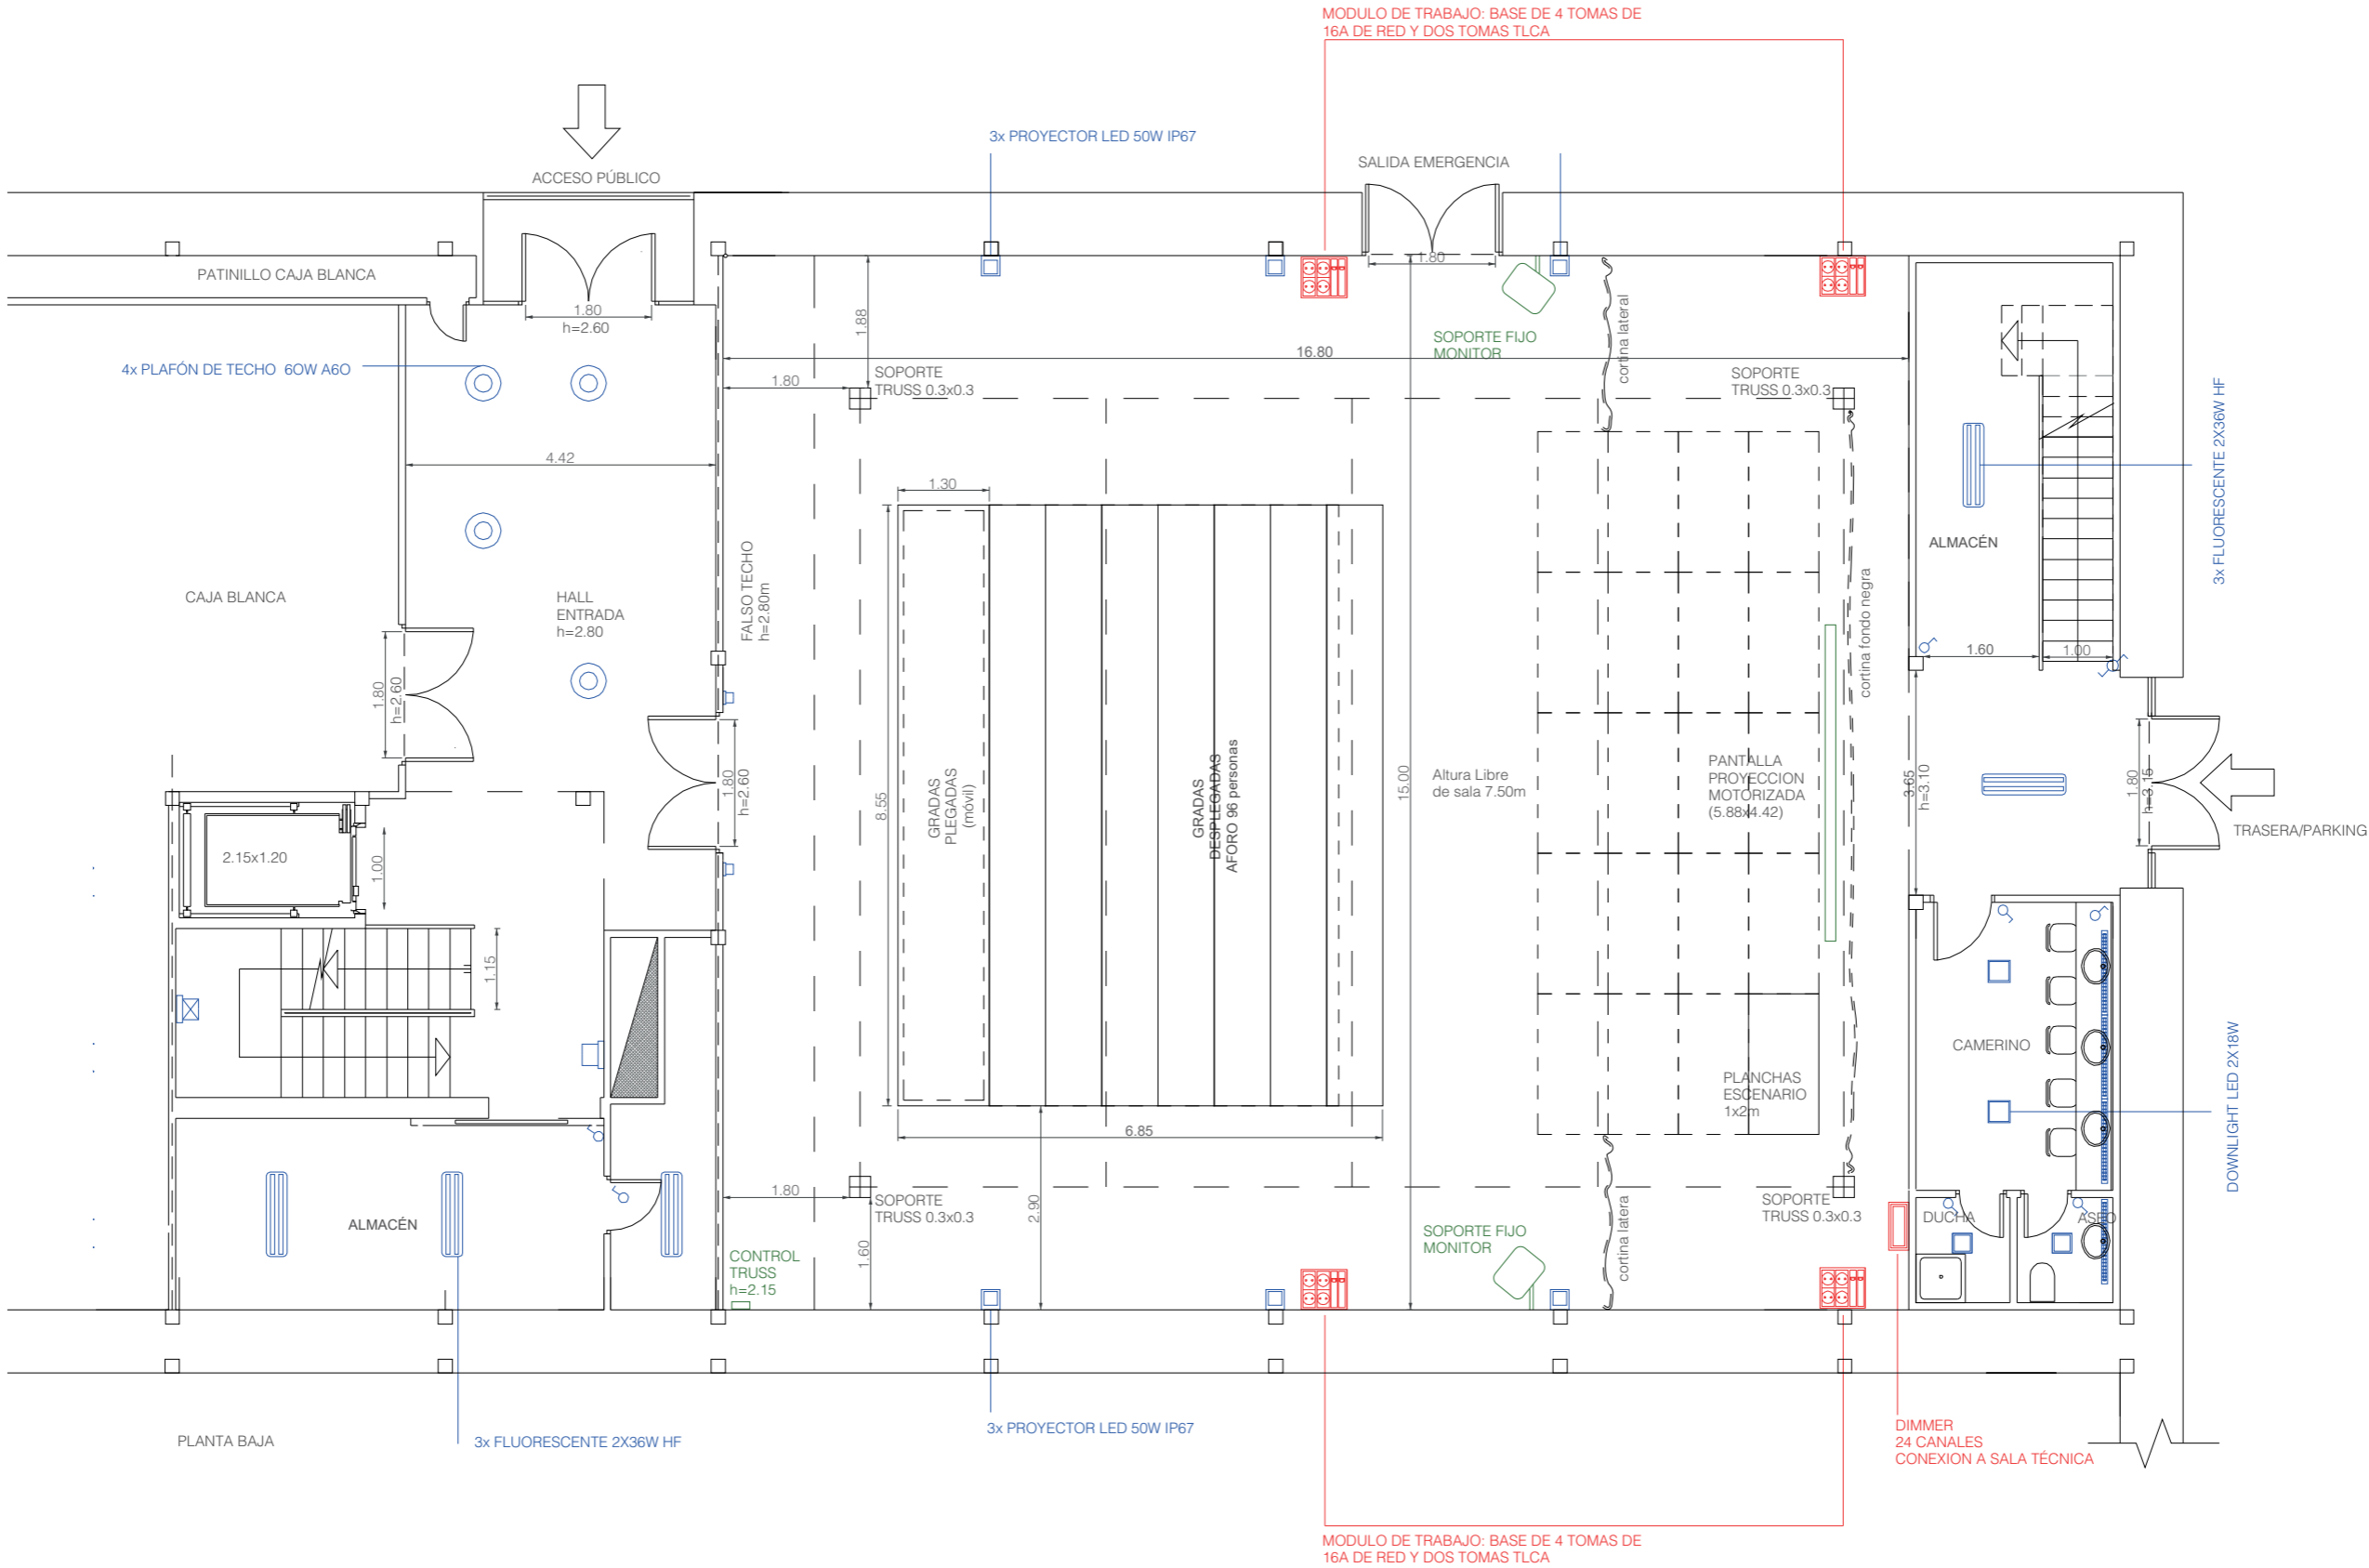 MODULO DE TRABAJO: BASE DE 4 TOMAS DE
16A DE RED Y DOS TOMAS TLCA
3x PROYECTOR LED 50W IP67
SALIDA EMERGENCIA
ACCESO PÚBLICO
PATINILLO CAJA BLANCA
1.80
h=2.60
1.80
1.88
SOPORTE FIJO
MONITOR
cortina lateral
16.80
4x PLAFÓN DE TECHO 60W A60
1.80
SOPORTE
TRUSS 0.3x0.3
SOPORTE
TRUSS 0.3x0.3
3x FLUORESCENTE 2X36W HF
4.42
1.30
ALMACÉN
FALSO TECHO
h=2.80m
CAJA BLANCA
HALL
ENTRADA
h=2.80
cortina fondo negra
1.60
1.00
1.80
h=2.60
1.80
h=2.60
8.55
GRADAS
PLEGADAS
(móvil)
GRADAS
DESPLEGADAS
AFORO 96 personas
15.00
Altura Libre
de sala 7.50m
PANTALLA
PROYECCION
MOTORIZADA
(5.88x4.42)
3.65
h=3.10
1.80
h=3.15
TRASERA/PARKING
2.15x1.20
1.00
1.15
CAMERINO
DOWNLIGHT LED 2X18W
PLANCHAS
ESCENARIO
1x2m
6.85
1.80
SOPORTE
TRUSS 0.3x0.3
2.90
SOPORTE
TRUSS 0.3x0.3
DUCHA
ASEO
ALMACÉN
CONTROL
TRUSS
h=2.15
1.60
SOPORTE FIJO
MONITOR
cortina latera
PLANTA BAJA
3x FLUORESCENTE 2X36W HF
3x PROYECTOR LED 50W IP67
DIMMER
24 CANALES
CONEXION A SALA TÉCNICA
MODULO DE TRABAJO: BASE DE 4 TOMAS DE
16A DE RED Y DOS TOMAS TLCA